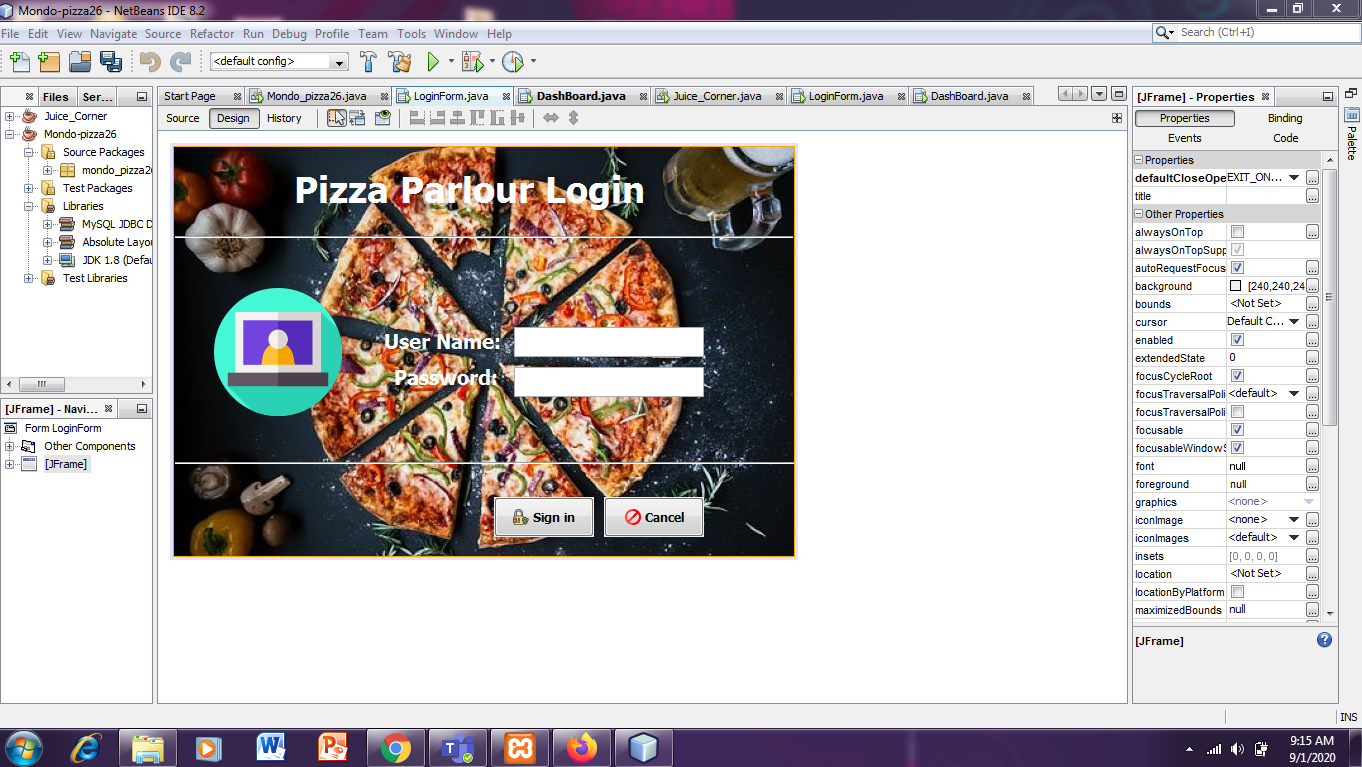 Mondo-pizza26 - NetBeans IDE 8.2
File Edit View Navigate Source Refactor Run Debug Profile Team Tools Window Help
Search (Ctrl+I)
<default config>
Files Ser...
Juice_Corner
Mondo-pizza26
Source Packages
mondo_pizza2
Test Packages
Libraries
MySQL JDBC D
Absolute Layou
JDK 1.8 (Defau
Test Libraries
[JFrame] - Navi...
Form LoginForm
Other Components
[JFrame]
Start Page Mondo_pizza26.java LoginForm.java DashBoard.java Juice_Corner.java LoginForm.java DashBoard.java
Source Design History
Pizza Parlour Login
User Name:
Password:
Sign in Cancel
[JFrame] - Properties
Properties Binding
Events Code
Properties
defaultCloseOpe EXIT_ON... ...
title ...
Other Properties
alwaysOnTop ...
alwaysOnTopSupp
autoRequestFocus ...
background [240,240,24 ...
bounds <Not Set> ...
cursor Default C... ...
enabled ...
extendedState 0 ...
focusCycleRoot ...
focusTraversalPoli <default> ...
focusTraversalPoli ...
focusable ...
focusableWindowS ...
font null ...
foreground null ...
graphics <none>
iconImage <none> ...
iconImages <default> ...
insets [0, 0, 0, 0] ...
location <Not Set> ...
locationByPlatform ...
maximizedBounds null ...
[JFrame]
Palette
INS
9:15 AM
9/1/2020